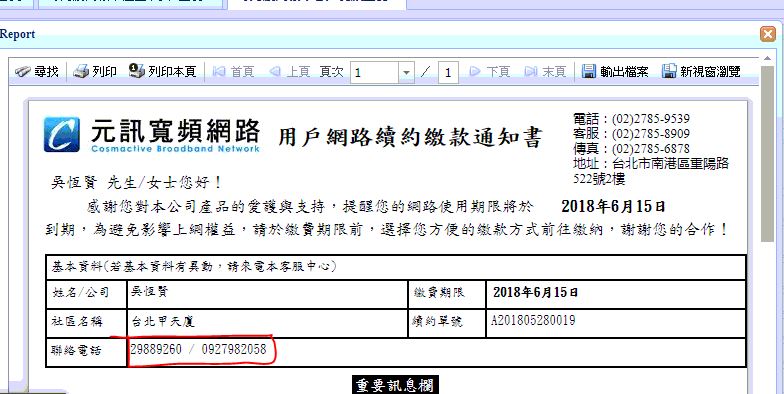 Report
尋找 列印 列印本頁 首頁 上頁 頁次 1 / 1 下頁 末頁 輸出檔案 新視窗瀏覽
元訊寬頻網路
Cosmactive Broadband Network
用戶網路續約繳款通知書
電話：(02)2785-9539
客服：(02)2785-8909
傳真：(02)2785-6878
地址：台北市南港區重陽路
522號2樓
吳恆賢 先生/女士您好！
感謝您對本公司產品的愛護與支持，提醒您的網路使用期限將於 2018年6月15日
到期，為避免影響上網權益，請於繳費期限前，選擇您方便的繳款方式前往繳納，謝謝您的合作！
基本資料(若基本資料有異動，請來電本客服中心)
姓名/公司 吳恆賢 繳費期限 2018年6月15日
社區名稱 台北甲天廈 續約單號 A201805280019
聯絡電話 29889260 / 0927982058
重要訊息欄